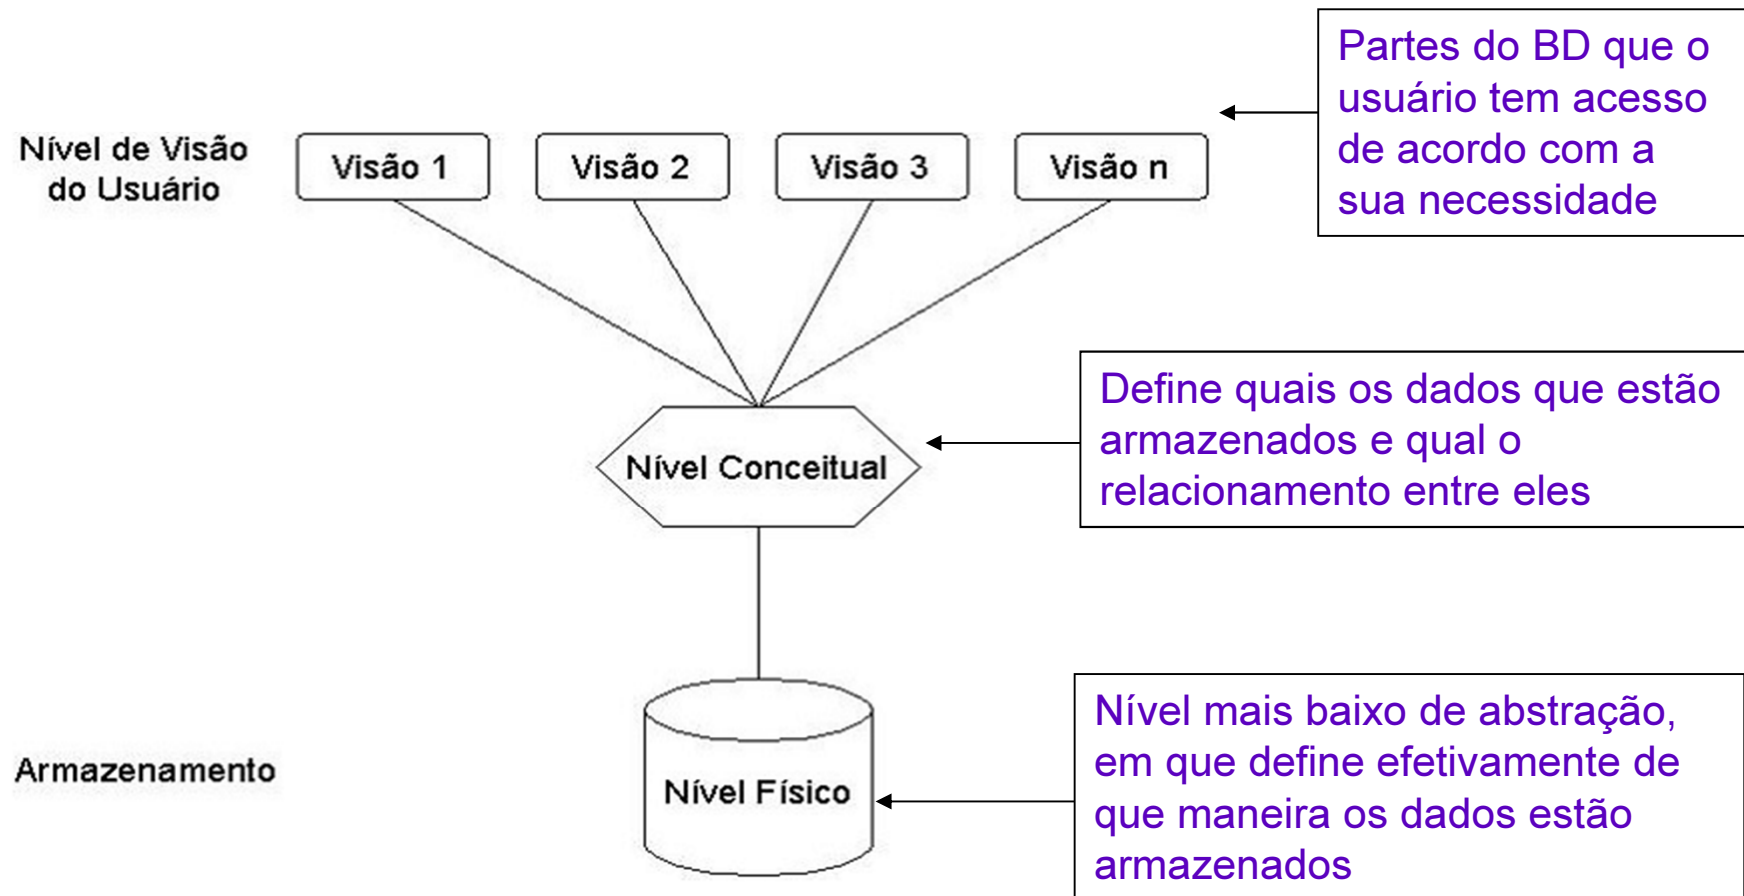 Partes do BD que o
usuário tem acesso
de acordo com a
sua necessidade
Nível de Visão
do Usuário
Visão 1
Visão 2
Visão 3
Visão n
Define quais os dados que estão
armazenados e qual o
relacionamento entre eles
Nível Conceitual
Nível mais baixo de abstração,
em que define efetivamente de
que maneira os dados estão
armazenados
Armazenamento
Nível Físico